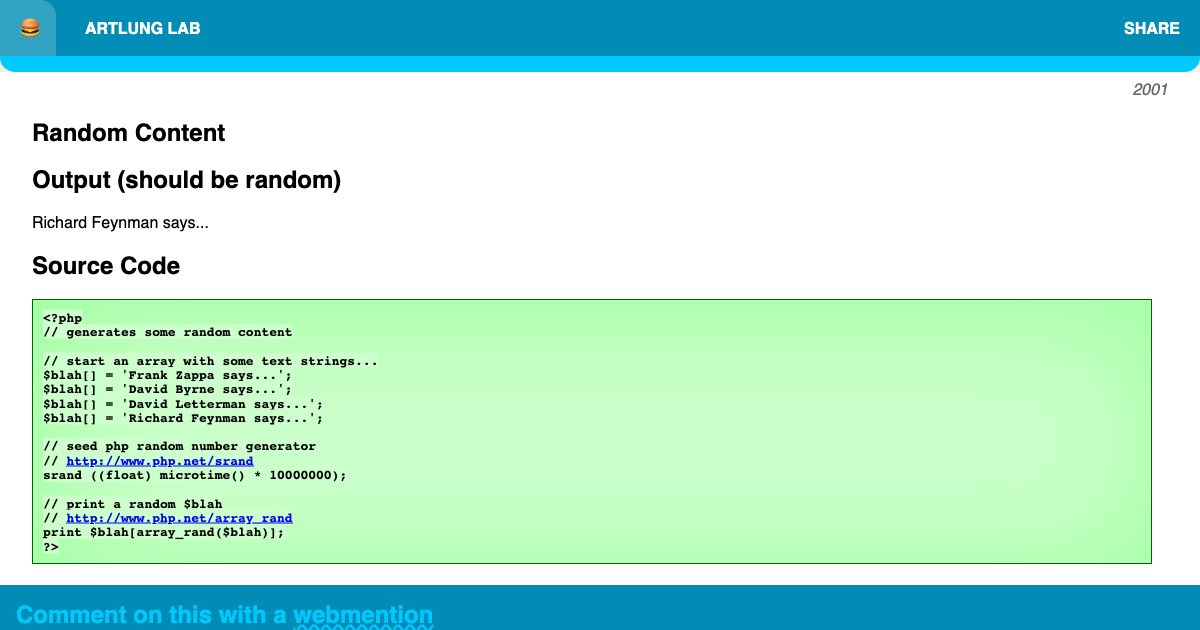 ARTLUNG LAB
SHARE
2001
Random Content
Output (should be random)
Richard Feynman says...
Source Code
<?php
// generates some random content
// start an array with some text strings...
$blah[] = 'Frank Zappa says...';
$blah[] = 'David Byrne says...';
$blah[] = 'David Letterman says...';
$blah[] = 'Richard Feynman says...';
// seed php random number generator
// http://www.php.net/srand
srand ((float) microtime() * 10000000);
// print a random $blah
// http://www.php.net/array_rand
print $blah[array_rand($blah)];
?>
Comment on this with a webmention